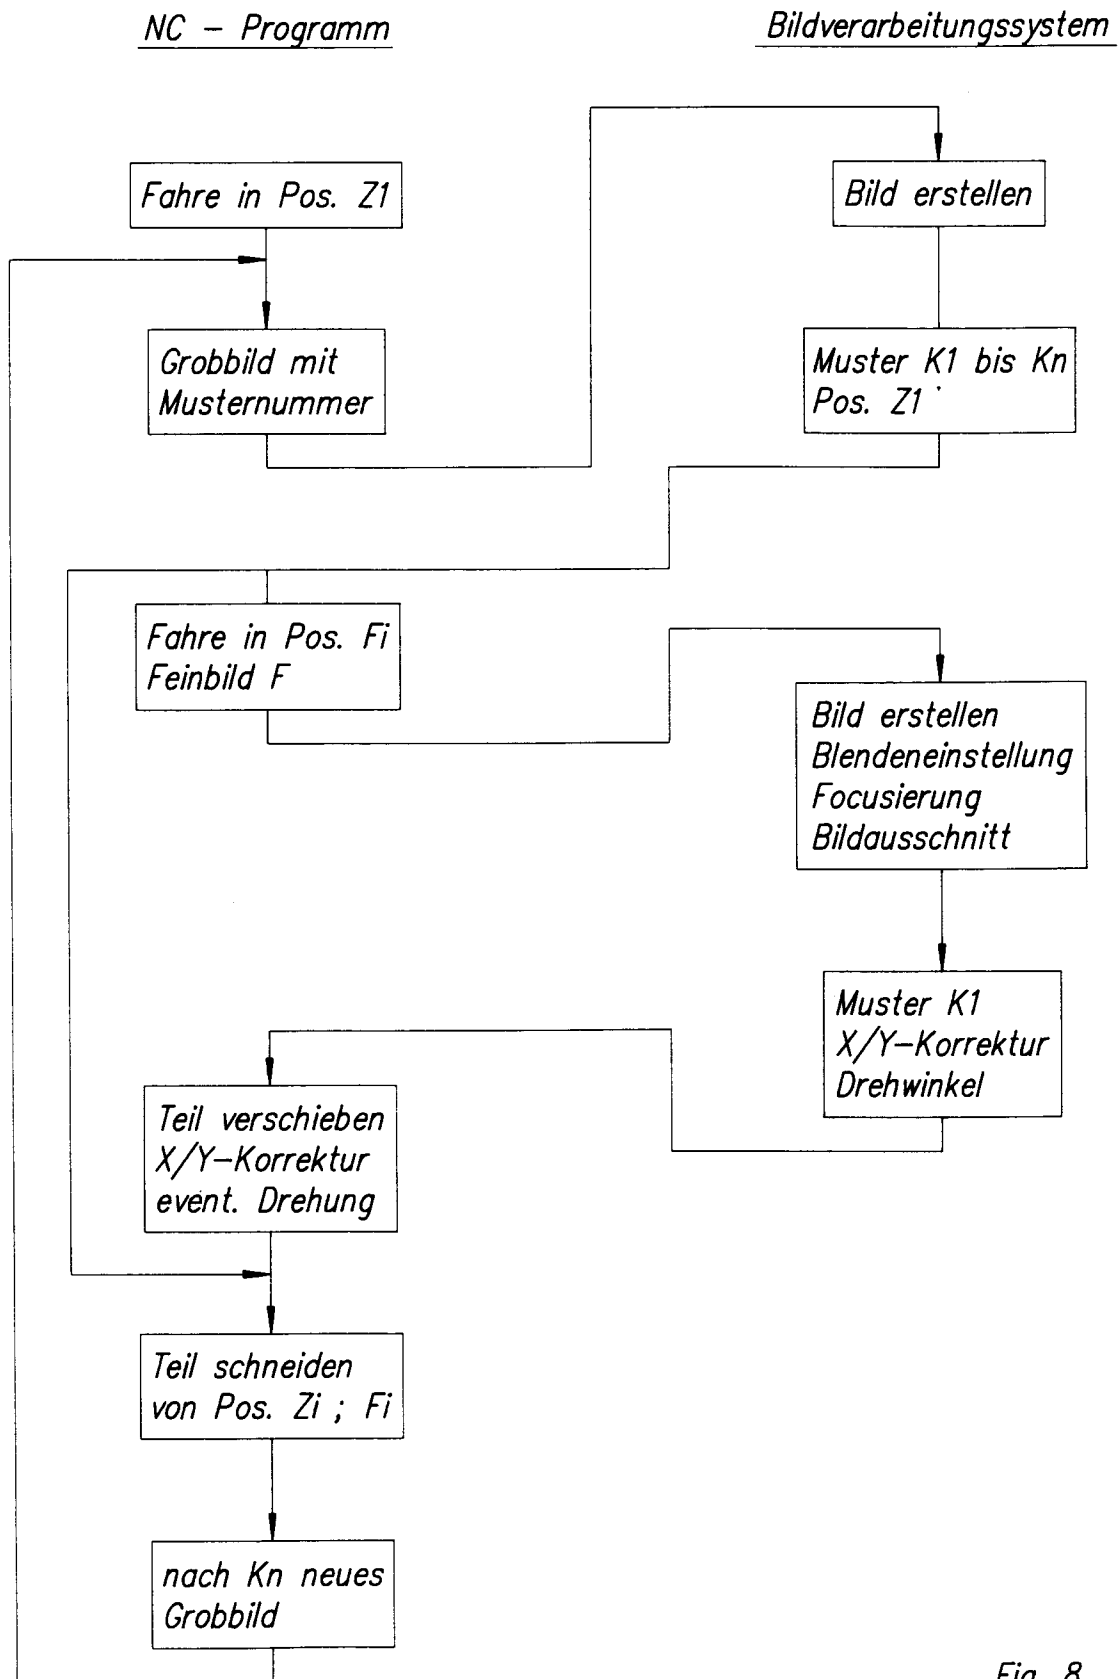 NC – Programm
Bildverarbeitungssystem
Fahre in Pos. Z1
Bild erstellen
Grobbild mit
Musternummer
Muster K1 bis Kn
Pos. Z1
Fahre in Pos. Fi
Feinbild F
Bild erstellen
Blendeneinstellung
Focusierung
Bildausschnitt
Muster K1
X/Y–Korrektur
Drehwinkel
Teil verschieben
X/Y–Korrektur
event. Drehung
Teil schneiden
von Pos. Zi ; Fi
nach Kn neues
Grobbild
Fig. 8